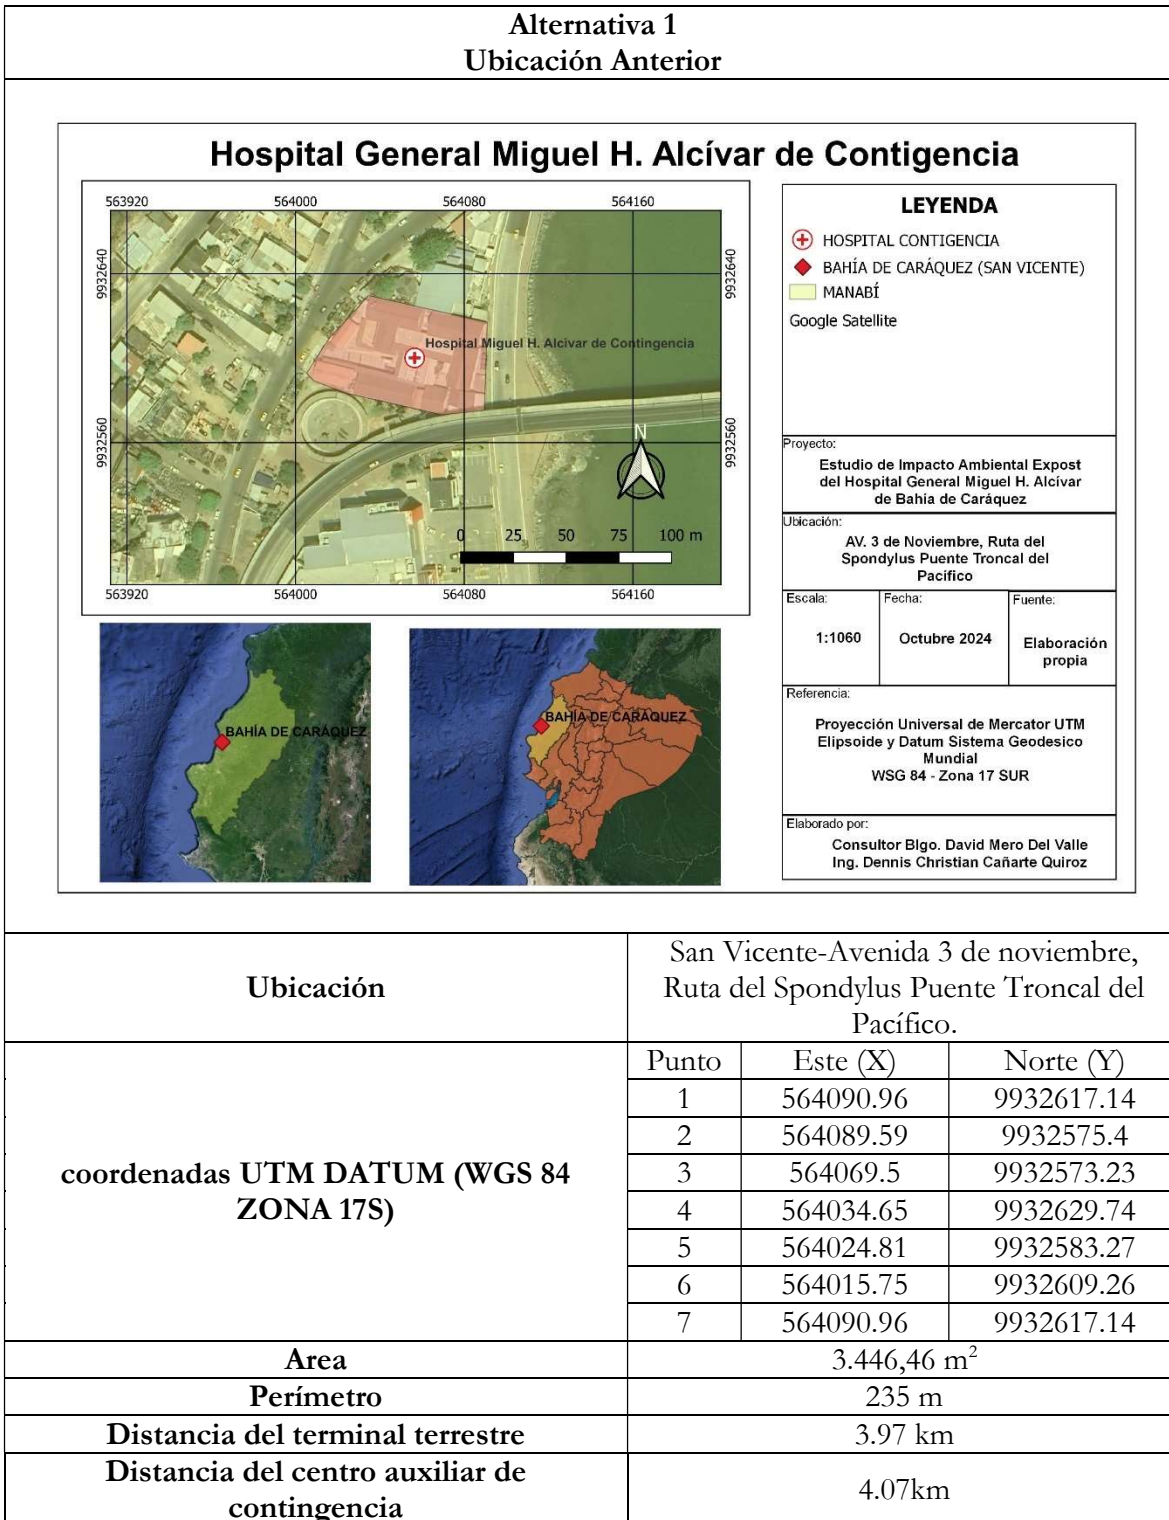 Alternativa 1
Ubicación Anterior
Hospital General Miguel H. Alcívar de Contigencia
563920 564000 564080 564160
9932640 9932640
9932560 9932560
Hospital Miguel H. Alcivar de Contingencia
N
0 25 50 75 100 m
563920 564000 564080 564160
BAHÍA DE CARÁQUEZ
BAHÍA DE CARÁQUEZ
LEYENDA
HOSPITAL CONTIGENCIA
BAHÍA DE CARÁQUEZ (SAN VICENTE)
MANABÍ
Google Satellite
Proyecto:
Estudio de Impacto Ambiental Expost
del Hospital General Miguel H. Alcívar
de Bahia de Caráquez
Ubicación:
AV. 3 de Noviembre, Ruta del
Spondylus Puente Troncal del
Pacífico
Escala: Fecha: Fuente:
1:1060 Octubre 2024 Elaboración
propia
Referencia:
Proyección Universal de Mercator UTM
Elipsoide y Datum Sistema Geodesico
Mundial
WSG 84 - Zona 17 SUR
Elaborado por:
Consultor Blgo. David Mero Del Valle
Ing. Dennis Christian Cañarte Quiroz
Ubicación
San Vicente-Avenida 3 de noviembre,
Ruta del Spondylus Puente Troncal del
Pacífico.
coordenadas UTM DATUM (WGS 84
ZONA 17S)
Punto Este (X) Norte (Y)
1 564090.96 9932617.14
2 564089.59 9932575.4
3 564069.5 9932573.23
4 564034.65 9932629.74
5 564024.81 9932583.27
6 564015.75 9932609.26
7 564090.96 9932617.14
Area 3.446,46 m²
Perímetro 235 m
Distancia del terminal terrestre 3.97 km
Distancia del centro auxiliar de
contingencia
4.07km